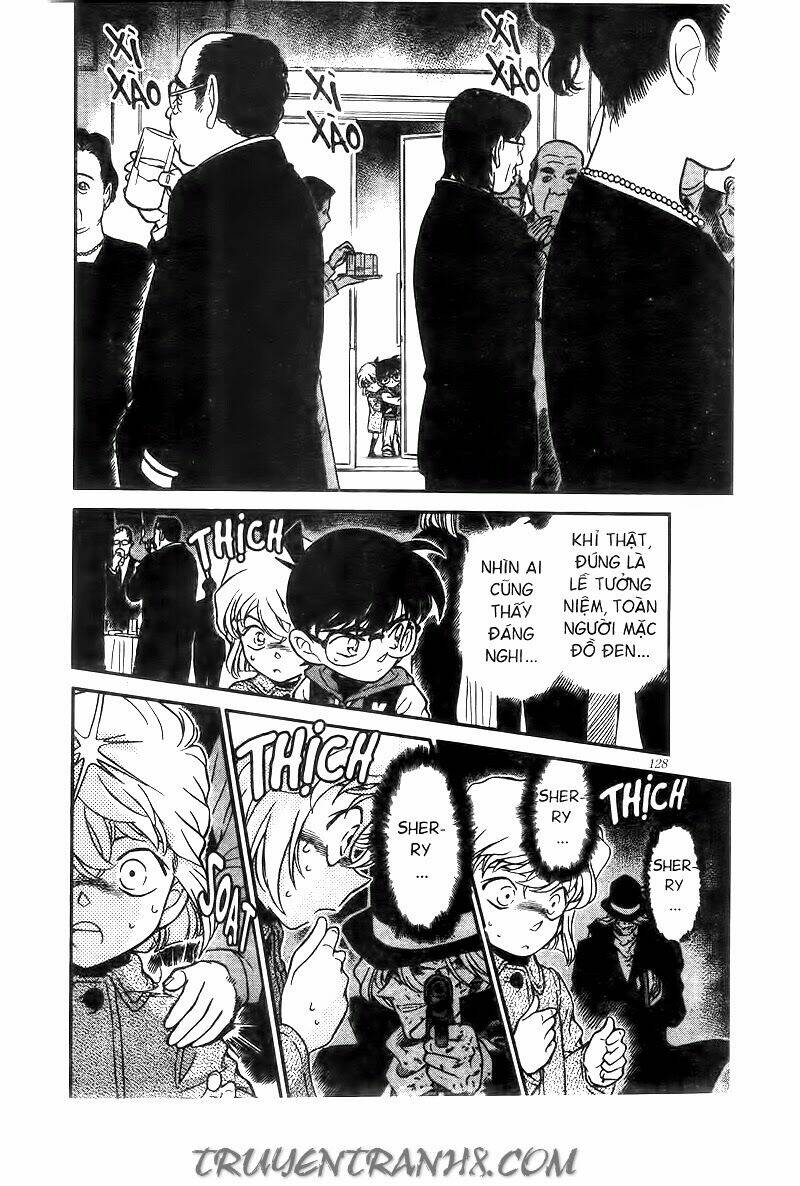 XÌ
XÀO
XÌ
XÀO
XÌ
XÀO
THỊCH
KHỈ THẬT,
ĐÚNG LÀ
LỄ TƯỞNG
NIỆM, TOÀN
NGƯỜI MẶC
ĐỒ ĐEN...
NHÌN AI
CŨNG
THẤY
ĐÁNG
NGHI...
128
THỊCH
SHER-
RY
...
SHER-
RY
...
THỊCH
SHER-
RY
...
SOẠT
TRUYENTRANH8.COM